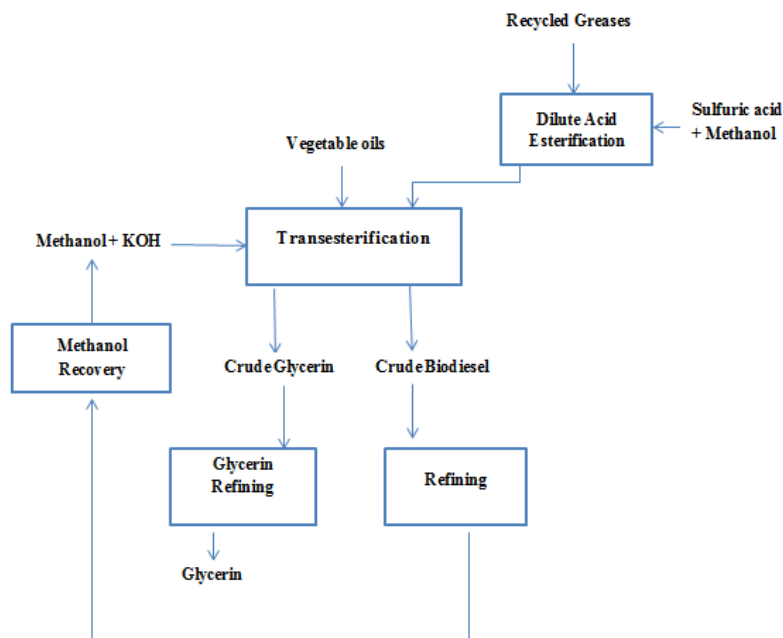 Recycled Greases
Dilute Acid
Esterification
Sulfuric acid
+ Methanol
Vegetable oils
Methanol + KOH
Transesterification
Methanol
Recovery
Crude Glycerin
Crude Biodiesel
Glycerin
Refining
Refining
Glycerin